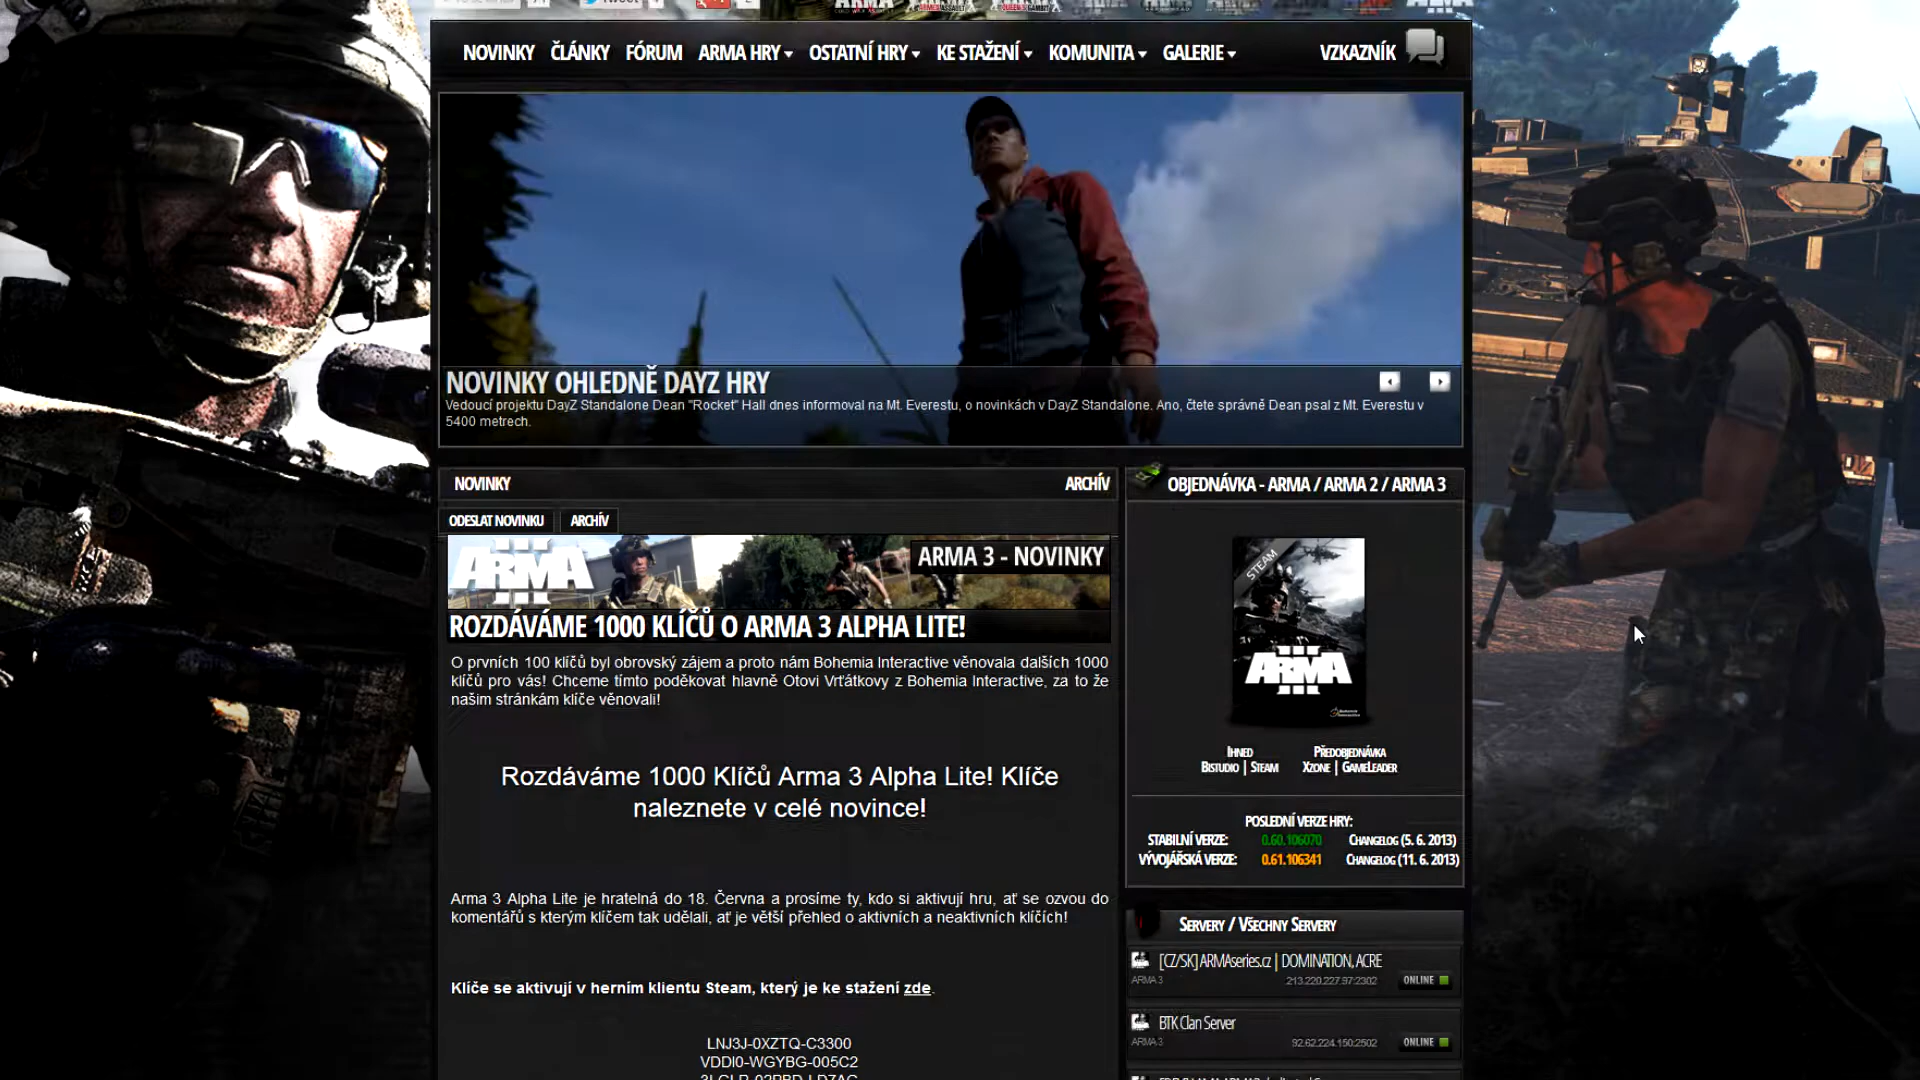 NOVINKY ČLÁNKY FÓRUM ARMA HRY OSTATNÍ HRY KE STAŽENÍ KOMUNITA GALERIE VZKAZNÍK
NOVINKY OHLEDNĚ DAYZ HRY
Vedoucí projektu DayZ Standalone Dean "Rocket" Hall dnes informoval na Mt. Everestu, o novinkách v DayZ Standalone. Ano, čtete správně Dean psal z Mt. Everestu v
5400 metrech.
NOVINKY ARCHÍV
ODESLAT NOVINKU ARCHÍV
ARMA III
ARMA 3 - NOVINKY
ROZDÁVÁME 1000 KLÍČŮ O ARMA 3 ALPHA LITE!
O prvních 100 klíčů byl obrovský zájem a proto nám Bohemia Interactive věnovala dalších 1000
klíčů pro vás! Chceme tímto poděkovat hlavně Otovi Vrťátkovy z Bohemia Interactive, za to že
našim stránkám klíče věnovali!
Rozdáváme 1000 Klíčů Arma 3 Alpha Lite! Klíče
naleznete v celé novince!
Arma 3 Alpha Lite je hratelná do 18. Června a prosíme ty, kdo si aktivují hru, ať se ozvou do
komentářů s kterým klíčem tak udělali, ať je větší přehled o aktivních a neaktivních klíčích!
Klíče se aktivují v herním klientu Steam, který je ke stažení zde.
LNJ3J-0XZTQ-C3300
VDDI0-WGYBG-005C2
OBJEDNÁVKA - ARMA / ARMA 2 / ARMA 3
STEAM
ARMA III
IHNED PŘEDOBJEDNÁVKA
BISTUDIO | STEAM XZONE | GAMELEADER
POSLEDNÍ VERZE HRY:
STABILNÍ VERZE: 0.60.106070 CHANGELOG (5. 6. 2013)
VÝVOJÁŘSKÁ VERZE: 0.61.106341 CHANGELOG (11. 6. 2013)
SERVERY / VŠECHNY SERVERY
[CZ/SK] ARMAseries.cz | DOMINATION, ACRE
ARMA 3 213.220.227.97:2302 ONLINE
BTK Clan Server
ARMA 3 92.62.224.150:2502 ONLINE